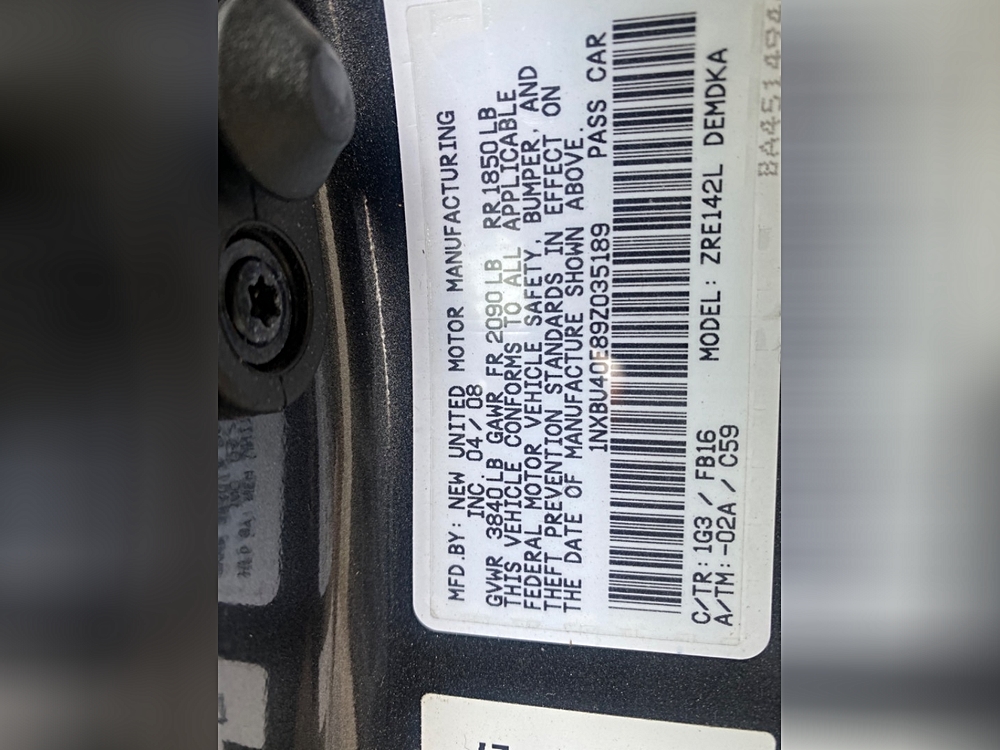 MFD.BY: NEW UNITED MOTOR MANUFACTURING
INC. 04/08
GVWR 3840LB GAWR FR 2090LB RR1850LB
THIS VEHICLE CONFORMS TO ALL APPLICABLE
FEDERAL MOTOR VEHICLE SAFETY, BUMPER, AND
THEFT PREVENTION STANDARDS IN EFFECT ON
THE DATE OF MANUFACTURE SHOWN ABOVE.
1NXBU40E89Z035189 PASS CAR
C/TR:1G3/FB16 MODEL: ZRE142L DEMDKA
A/TM:-02A/C59